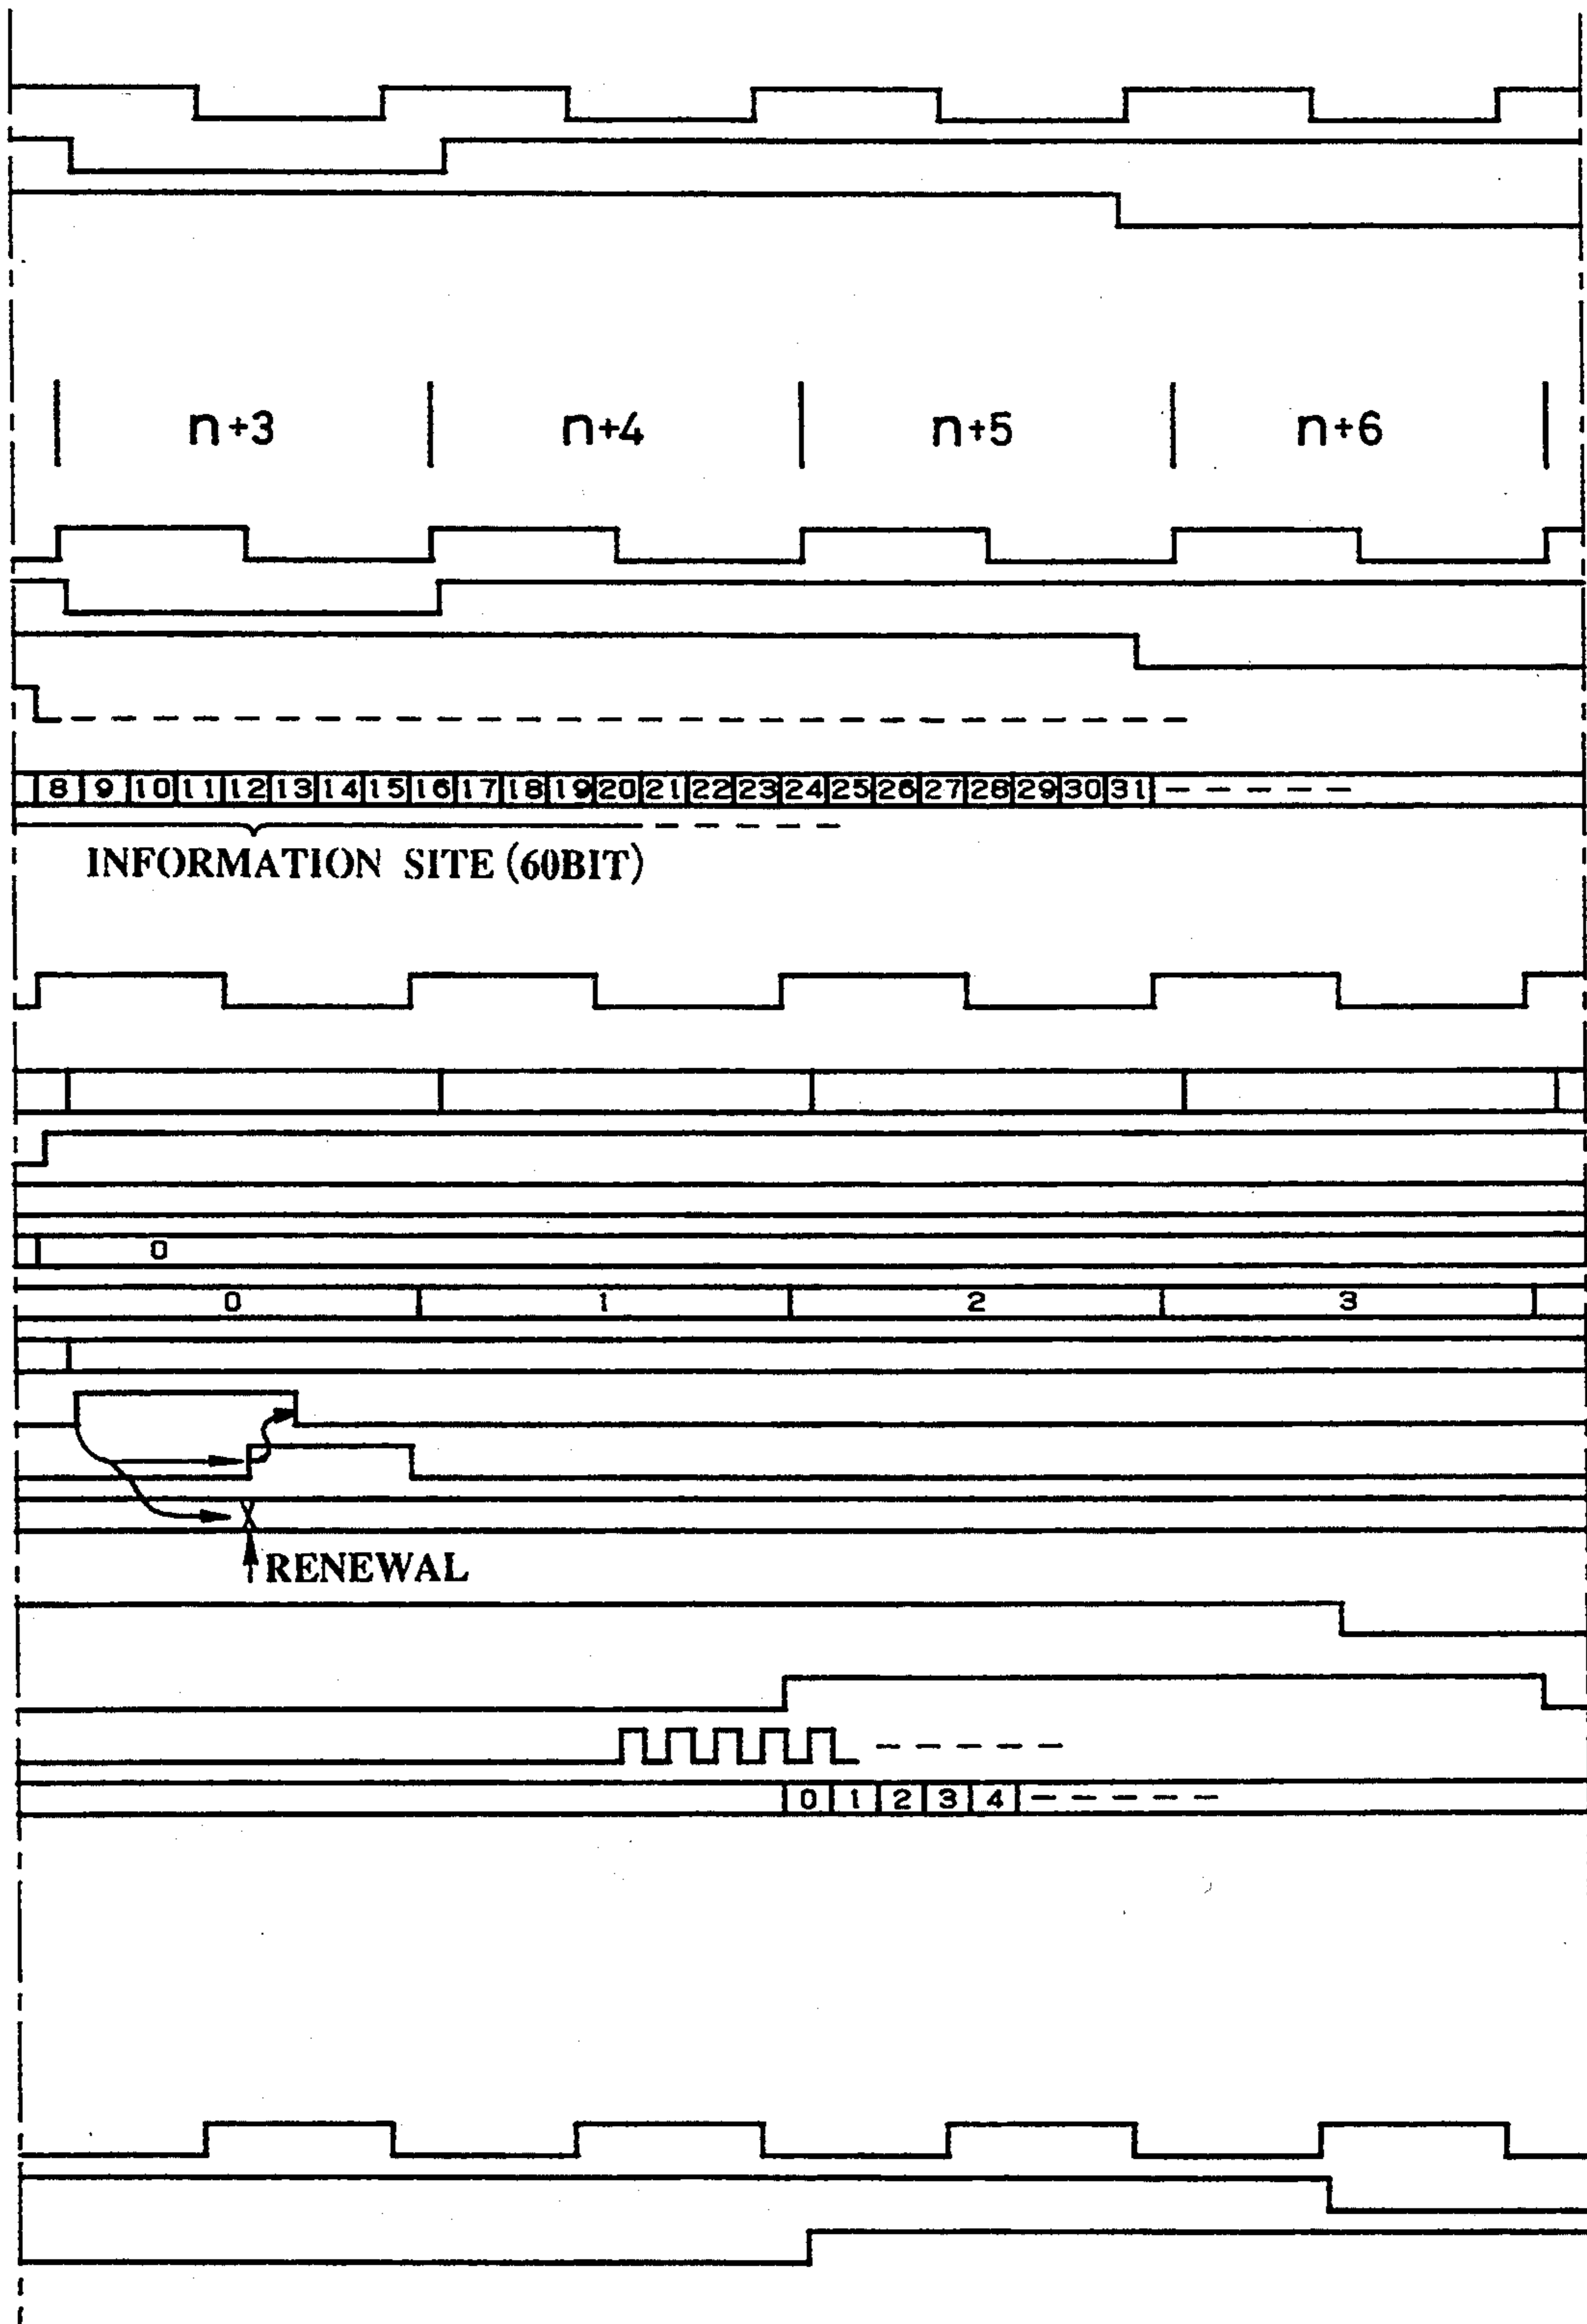 n+3 n+4 n+5 n+6
8 9 10 11 12 13 14 15 16 17 18 19 20 21 22 23 24 25 26 27 28 29 30 31
INFORMATION SITE (60BIT)
0
0 1 2 3
RENEWAL
0 1 2 3 4